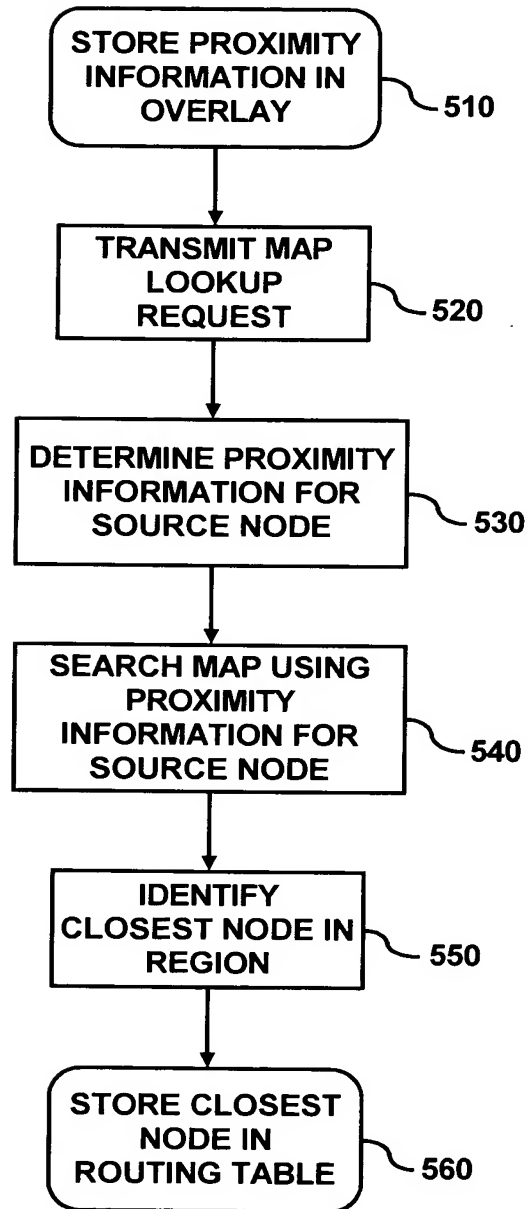 STORE PROXIMITY
INFORMATION IN
OVERLAY
510
TRANSMIT MAP
LOOKUP
REQUEST
520
DETERMINE PROXIMITY
INFORMATION FOR
SOURCE NODE
530
SEARCH MAP USING
PROXIMITY
INFORMATION FOR
SOURCE NODE
540
IDENTIFY
CLOSEST NODE IN
REGION
550
STORE CLOSEST
NODE IN
ROUTING TABLE
560